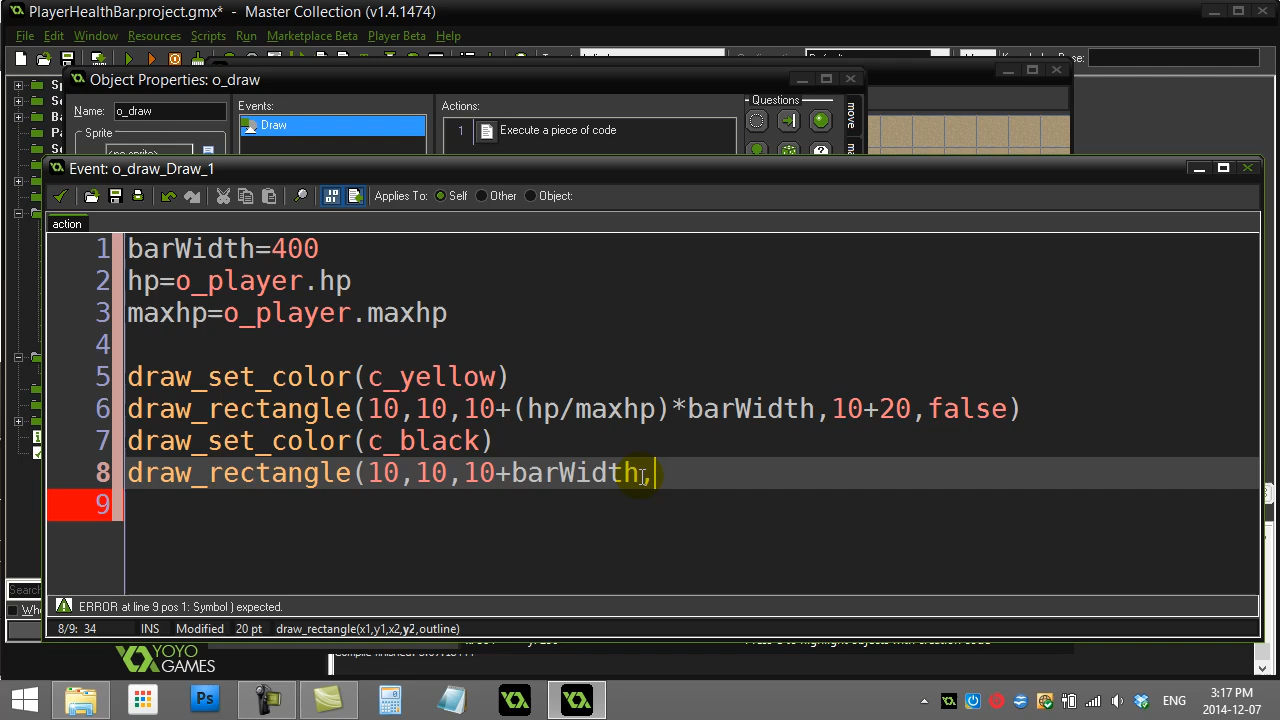 PlayerHealthBar.project.gmx* - Master Collection (v1.4.1474)
File Edit Window Resources Scripts Run Marketplace Beta Player Beta Help
Object Properties: o_draw
Name: o_draw
Events:
Actions:
Questions
move
Sprite
Draw
1 Execute a piece of code
Event: o_draw_Draw_1
Applies To: Self Other Object:
action
1 barWidth=400
2 hp=o_player.hp
3 maxhp=o_player.maxhp
4
5 draw_set_color(c_yellow)
6 draw_rectangle(10,10,10+(hp/maxhp)*barWidth,10+20,false)
7 draw_set_color(c_black)
8 draw_rectangle(10,10,10+barWidth,
9
ERROR at line 9 pos 1: Symbol ) expected.
8/9: 34 INS Modified 20 pt draw_rectangle(x1,y1,x2,y2,outline)
YOYO
GAMES
ENG
3:17 PM
2014-12-07